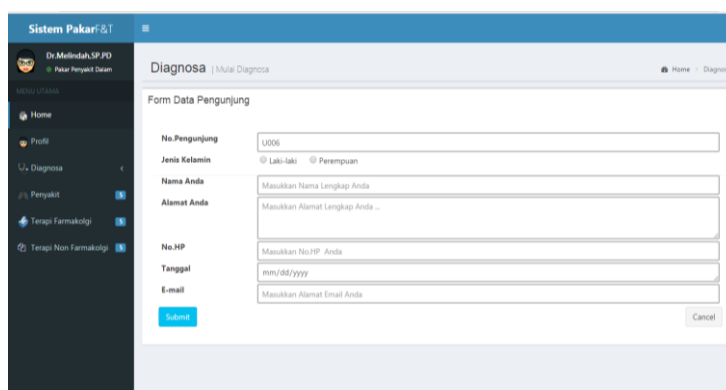 Sistem PakarF&T
Dr.Melindah,SP.PD
Pakar Penyakit Dalam
MENU UTAMA
Home
Profil
Diagnosa
Penyakit 5
Terapi Farmakolgi 5
Terapi Non Farmakolgi 5
Diagnosa Mulai Diagnosa
Home Diagnos
Form Data Pengunjung
No.Pengunjung U006
Jenis Kelamin Laki-laki Perempuan
Nama Anda Masukkan Nama Lengkap Anda
Alamat Anda Masukkan Alamat Lengkap Anda ...
No.HP Masukkan No.HP Anda
Tanggal mm/dd/yyyy
E-mail Masukkan Alamat Email Anda
Submit Cancel